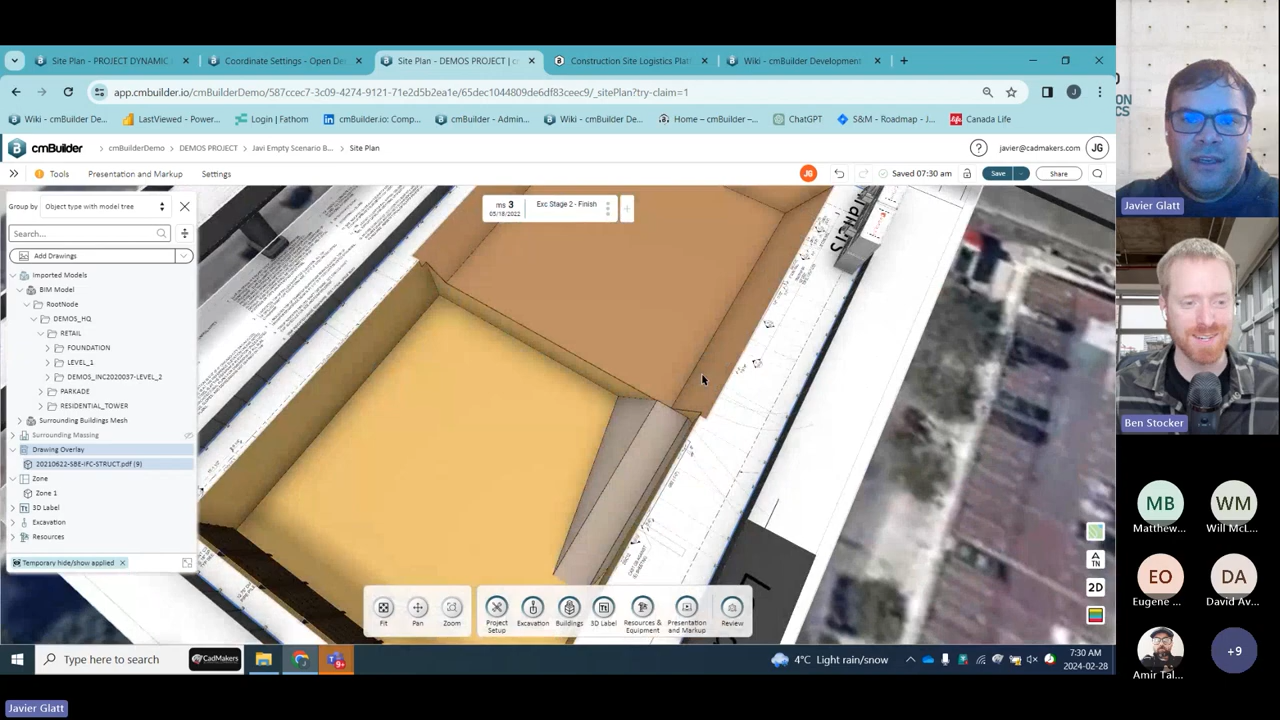 Site Plan - PROJECT DYNAMIC
Coordinate Settings - Open De
Site Plan - DEMOS PROJECT | c
Construction Site Logistics Plat
Wiki - cmBuilder Development
app.cmbuilder.io/cmBuilderDemo/587ccec7-3c09-4274-9121-71e2d5b2ea1e/65dec1044809de6df83ceec9/_sitePlan?try-claim=1
J
Wiki - cmBuilder De...
LastViewed - Power...
Login | Fathom
cmBuilder.io: Comp...
cmBuilder - Admin...
Wiki - cmBuilder De...
Home – cmBuilder –...
ChatGPT
S&M - Roadmap - J...
Canada Life
cmBuilder
cmBuilderDemo
DEMOS PROJECT
Javi Empty Scenario B...
Site Plan
javier@cadmakers.com
JG
Tools
Presentation and Markup
Settings
JG
Saved 07:30 am
Save
Share
Group by
Object type with model tree
Search...
Add Drawings
Imported Models
BIM Model
RootNode
DEMOS_HQ
RETAIL
FOUNDATION
LEVEL_1
DEMOS_INC2020037-LEVEL_2
PARKADE
RESIDENTIAL_TOWER
Surrounding Buildings Mesh
Surrounding Massing
Drawing Overlay
20210622-SBE-IFC-STRUCT.pdf (9)
Zone
Zone 1
3D Label
Excavation
Resources
Temporary hide/show applied
ms 3
05/18/2022
Exc Stage 2 - Finish
A
TN
2D
Fit
Pan
Zoom
Project Setup
Excavation
Buildings
3D Label
Resources & Equipment
Presentation and Markup
Review
Type here to search
CadMakers
9+
4°C Light rain/snow
7:30 AM
2024-02-28
Javier Glatt
Ben Stocker
MB
Matthew...
WM
Will McL...
EO
Eugene ...
DA
David Av...
Amir Tal...
+9
Javier Glatt